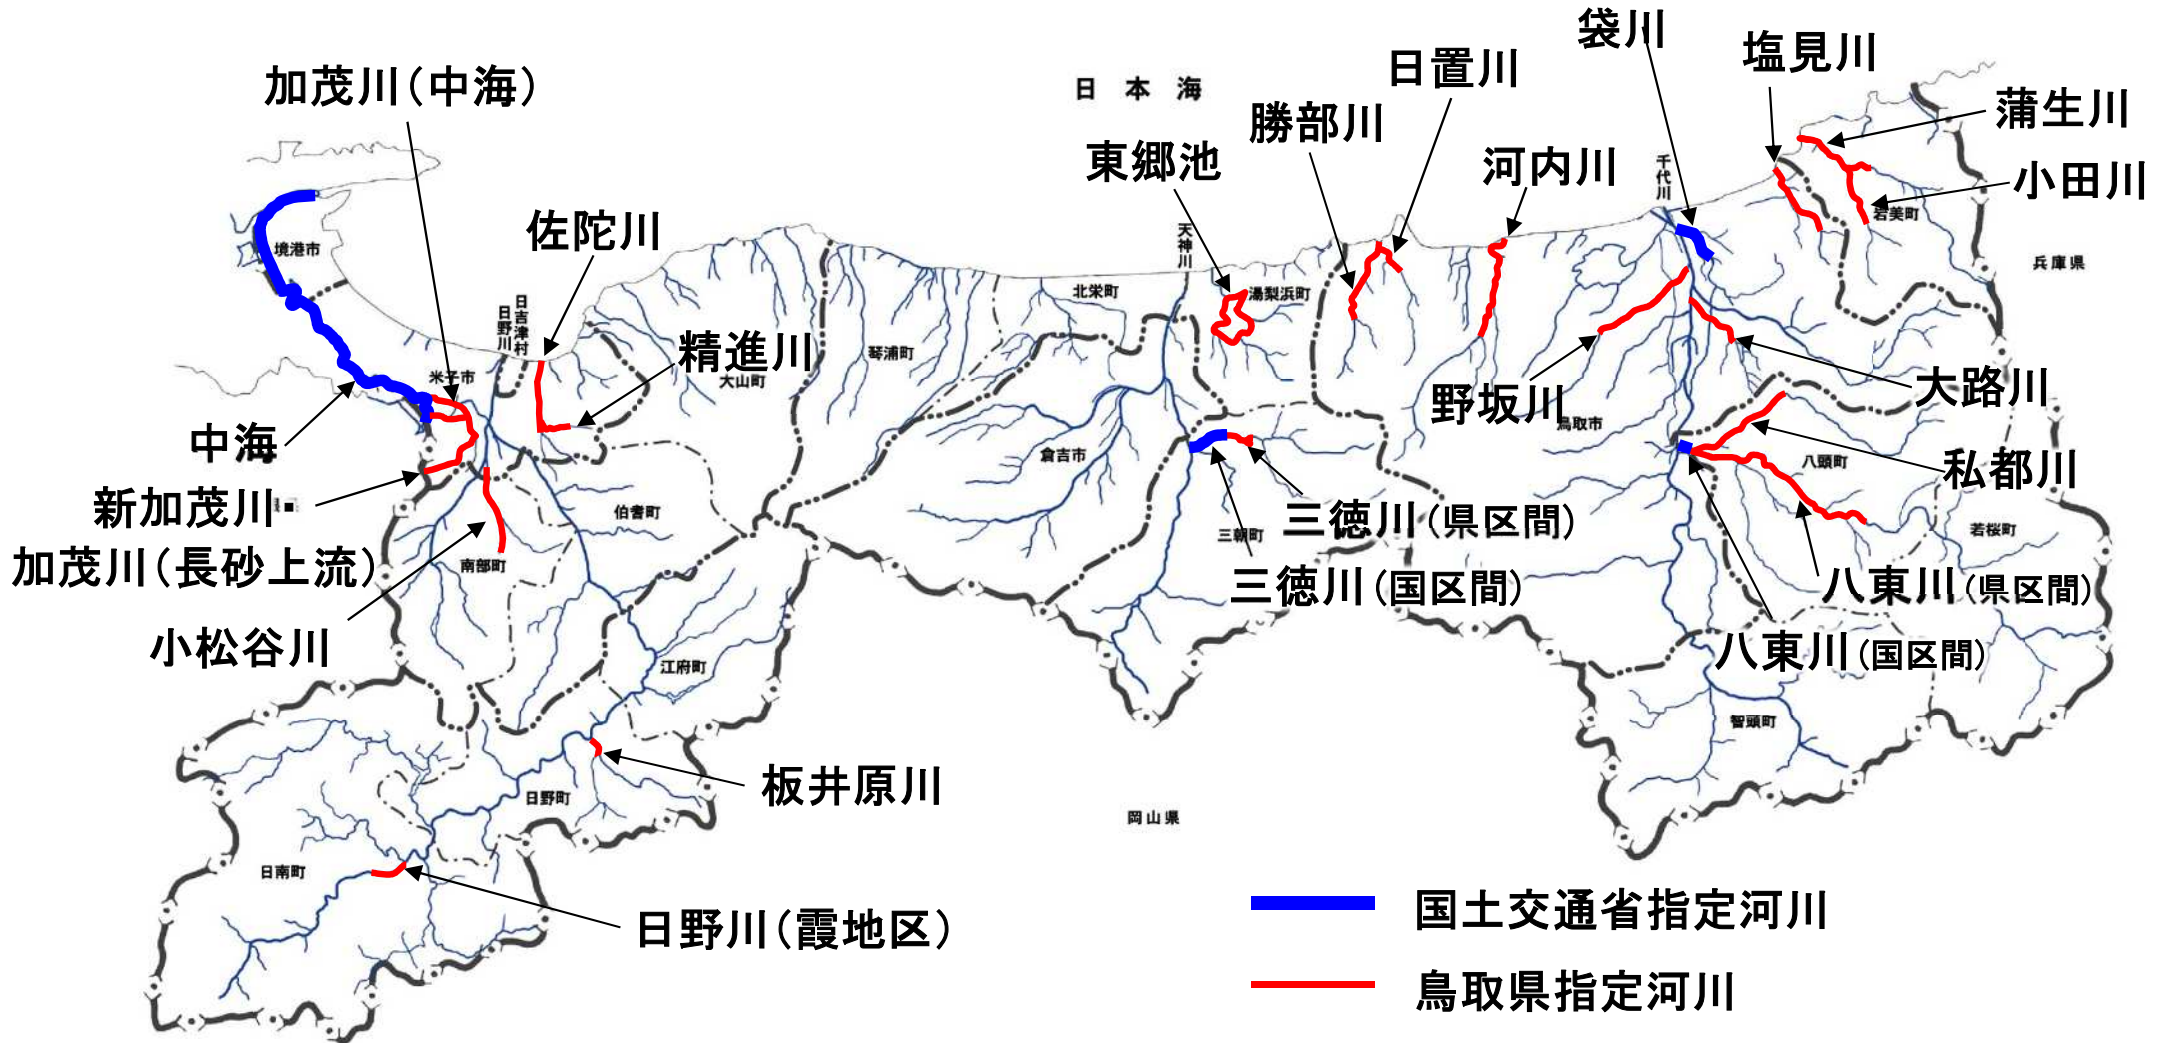 袋川
塩見川
日置川
加茂川（中海）
日本海
蒲生川
勝部川
東郷池
河内川
千代川
小田川
岩美町
佐陀川
天神川
境港市
兵庫県
北栄町
湯梨浜町
日吉津村
日野川
精進川
琴浦町
大山町
米子市
野坂川
大路川
鳥取市
中海
倉吉市
八頭町
私都川
新加茂川
伯耆町
三徳川（県区間）
三朝町
若桜町
加茂川（長砂上流）
南部町
三徳川（国区間）
八東川（県区間）
小松谷川
八東川（国区間）
江府町
智頭町
板井原川
日野町
岡山県
日南町
日野川（霞地区）
国土交通省指定河川
鳥取県指定河川